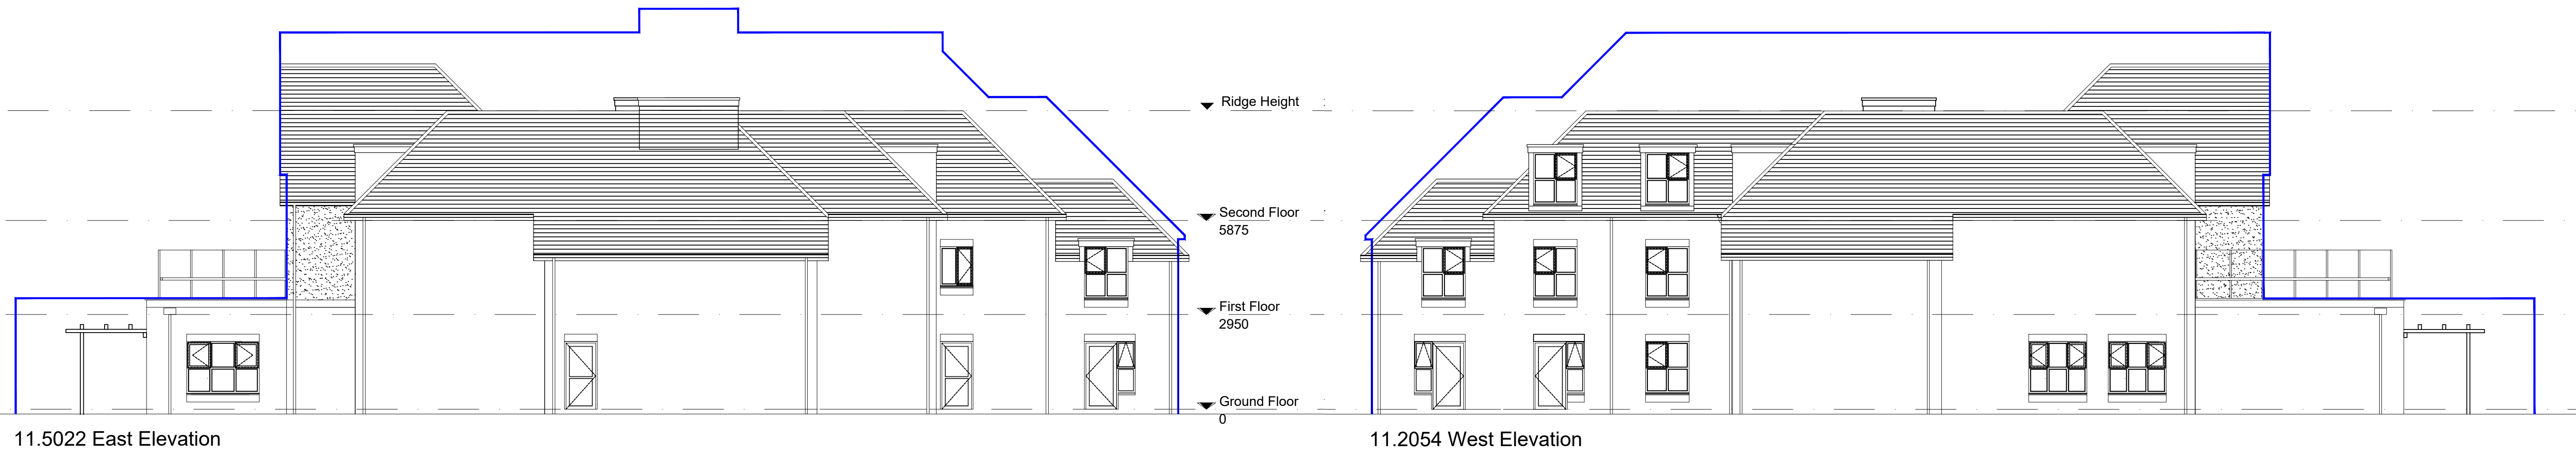 Ridge Height
Second Floor
5875
First Floor
2950
Ground Floor
0
11.5022 East Elevation
11.2054 West Elevation